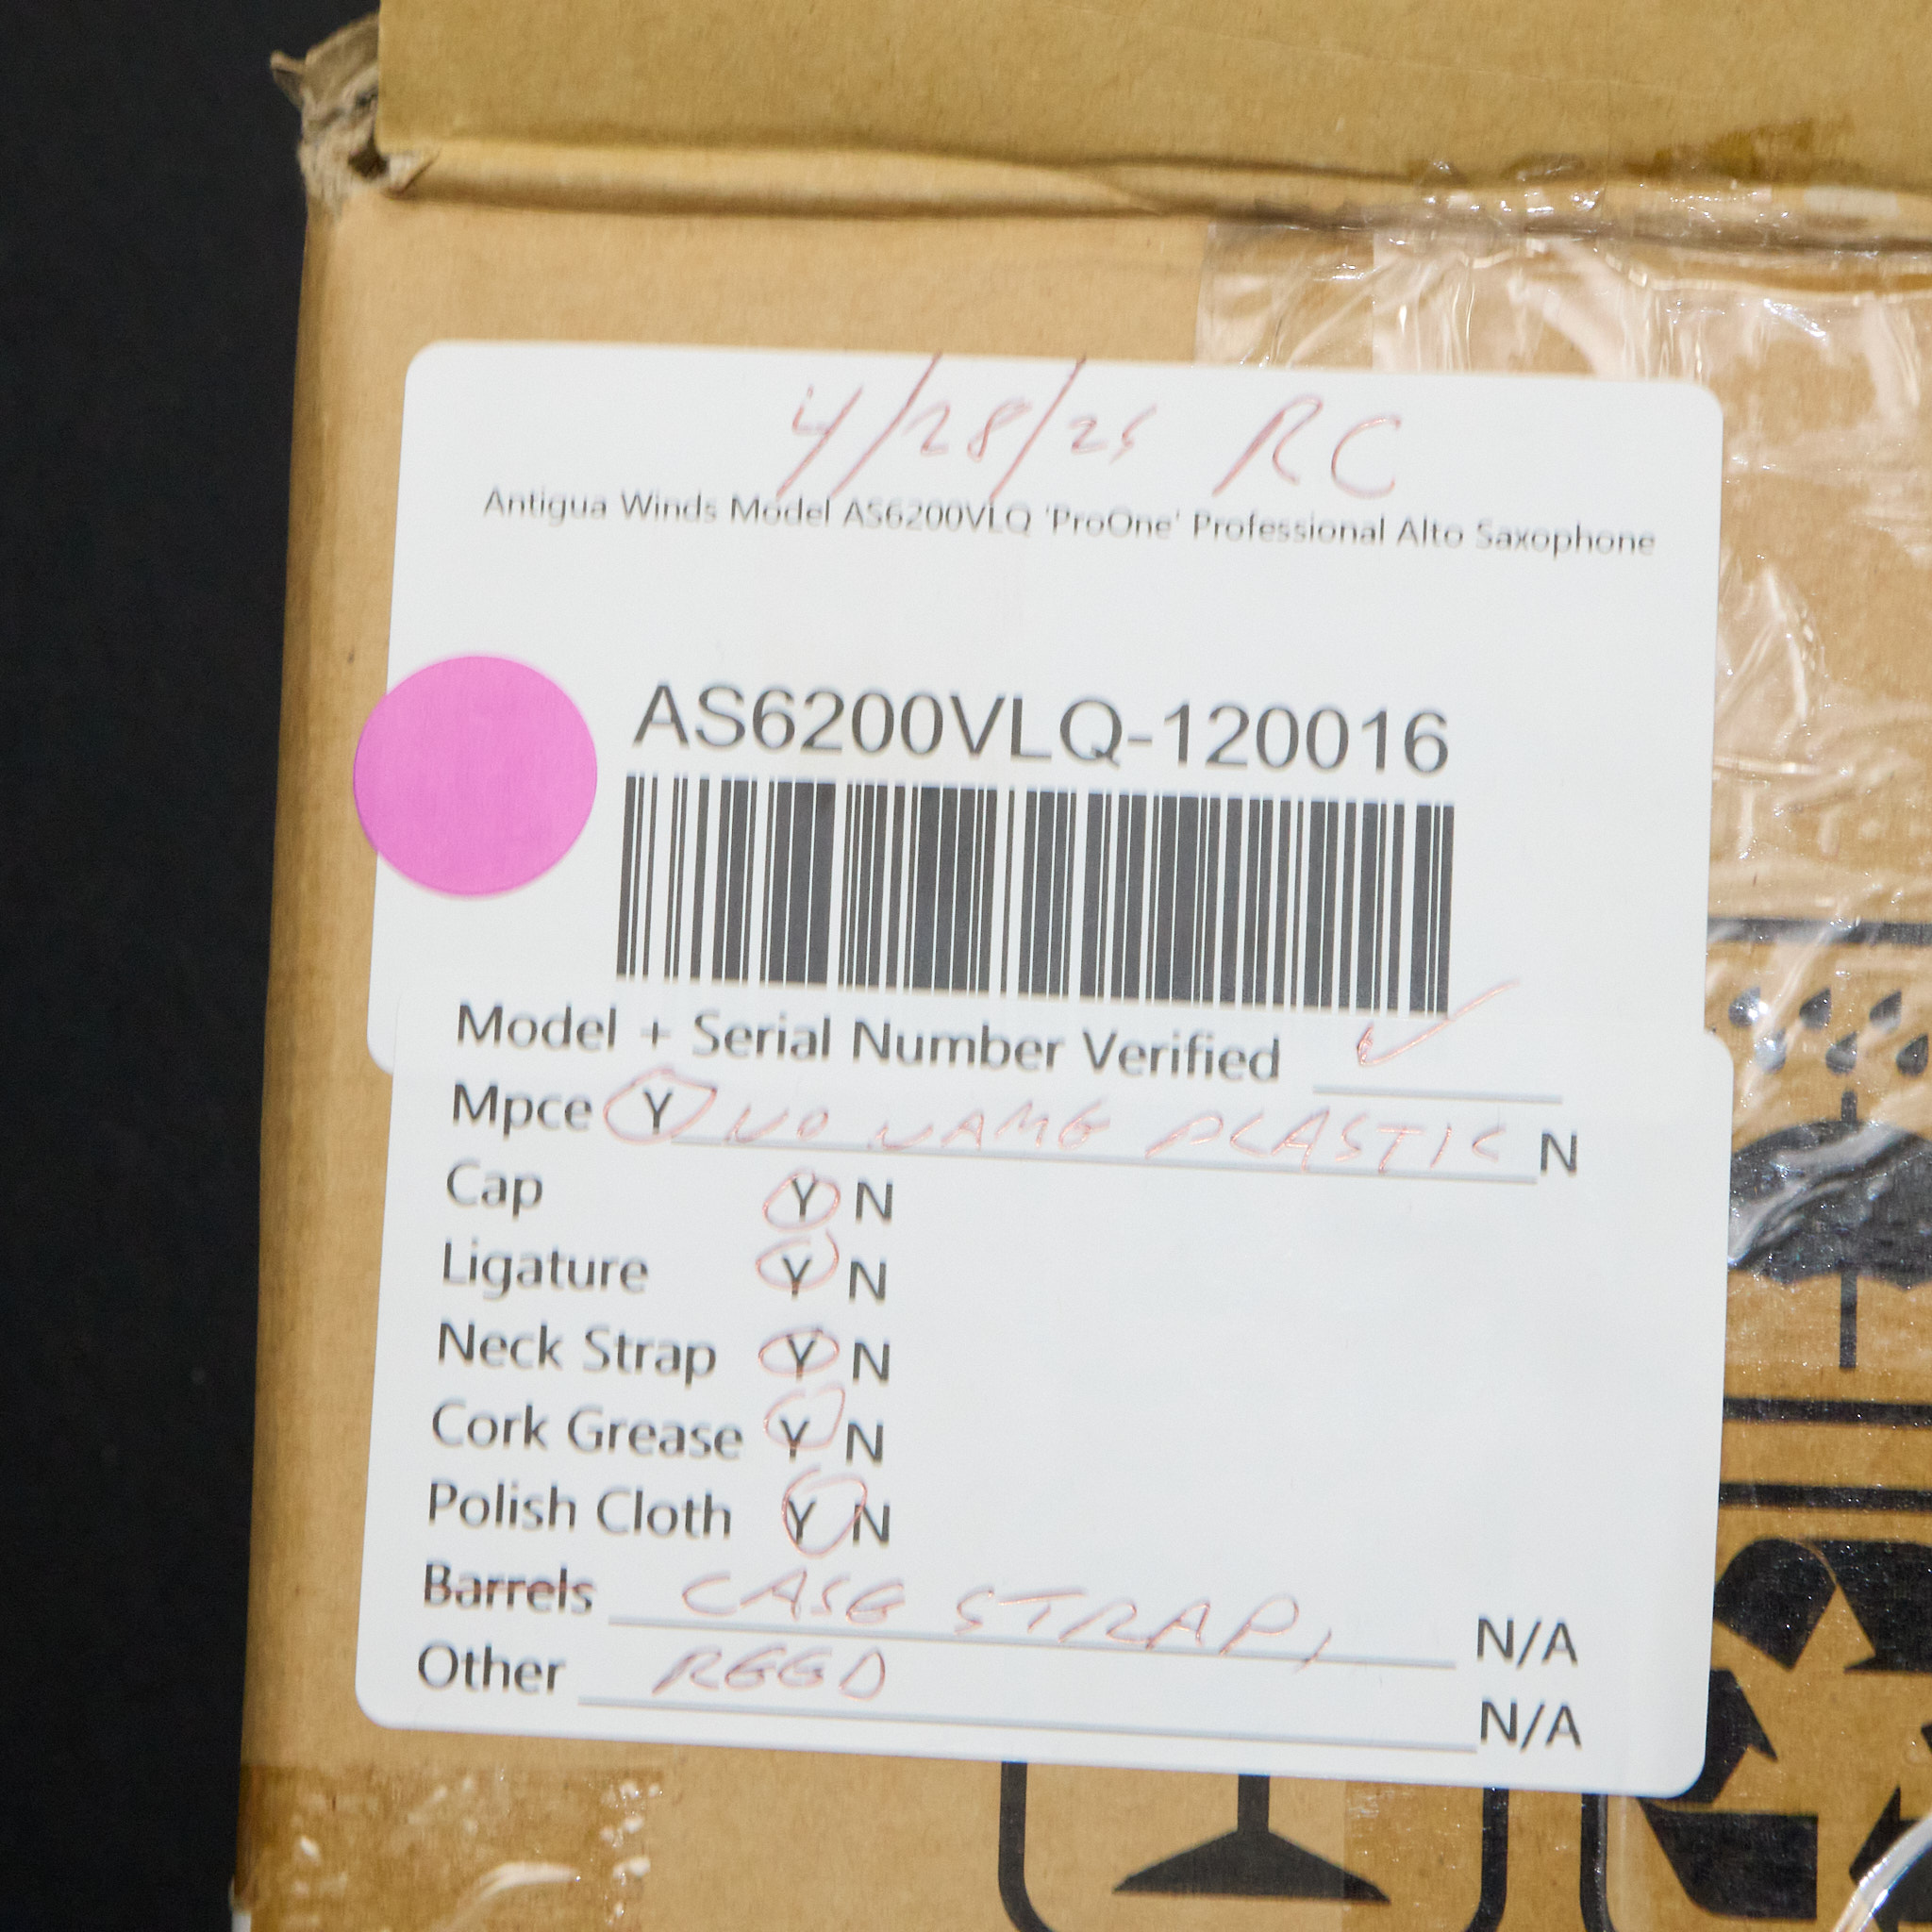 4/28/25 RC
Antigua Winds Model AS6200VLQ 'ProOne' Professional Alto Saxophone
AS6200VLQ-120016
Model + Serial Number Verified ✓
Mpce Y NO NAME PLASTIC N
Cap Y N
Ligature Y N
Neck Strap Y N
Cork Grease Y N
Polish Cloth Y N
Barrels CASE STRAP, N/A
Other REED N/A